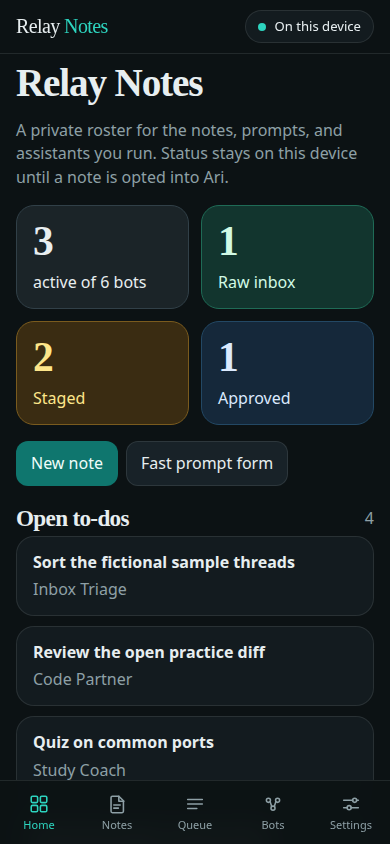 Relay Notes
On this device
Relay Notes
A private roster for the notes, prompts, and
assistants you run. Status stays on this device
until a note is opted into Ari.
3
active of 6 bots
1
Raw inbox
2
Staged
1
Approved
New note
Fast prompt form
Open to-dos
4
Sort the fictional sample threads
Inbox Triage
Review the open practice diff
Code Partner
Quiz on common ports
Study Coach
Home
Notes
Queue
Bots
Settings